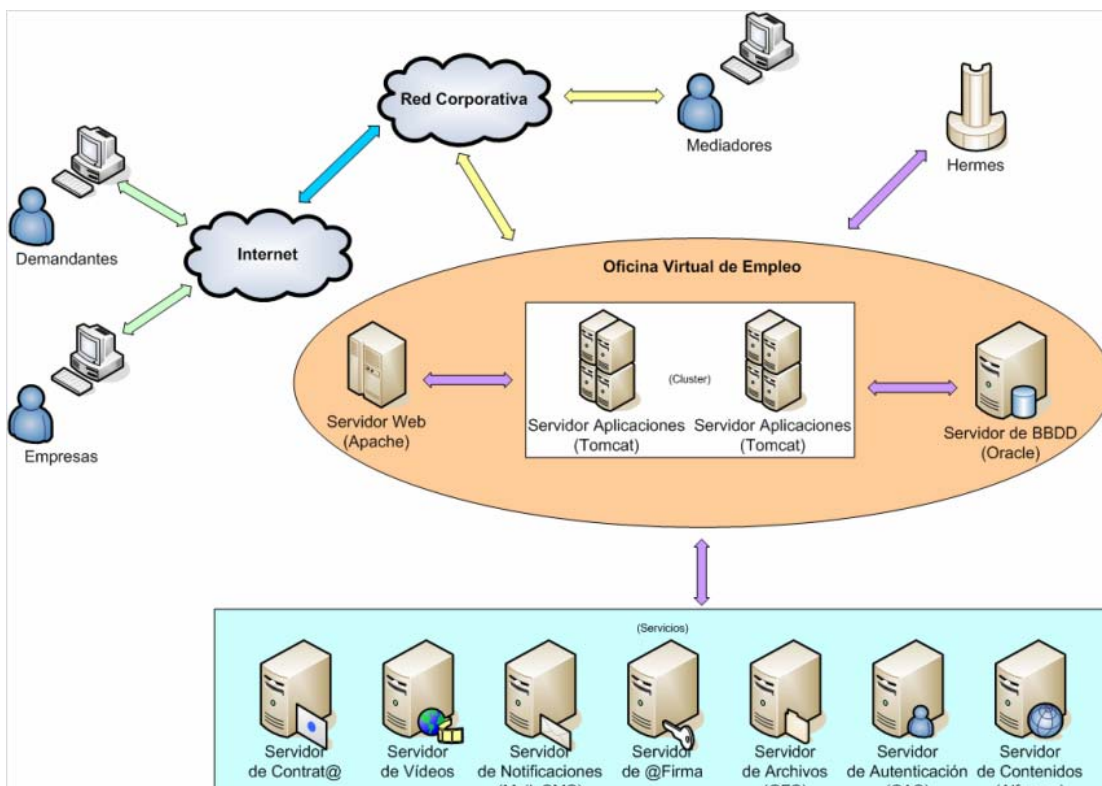 Red Corporativa
Mediadores
Hermes
Demandantes
Internet
Empresas
Oficina Virtual de Empleo
Servidor Web
(Apache)
(Cluster)
Servidor Aplicaciones
(Tomcat)
Servidor Aplicaciones
(Tomcat)
Servidor de BBDD
(Oracle)
(Servicios)
Servidor
de Contrat@
Servidor
de Vídeos
Servidor
de Notificaciones
Servidor
de @Firma
Servidor
de Archivos
Servidor
de Autenticación
Servidor
de Contenidos